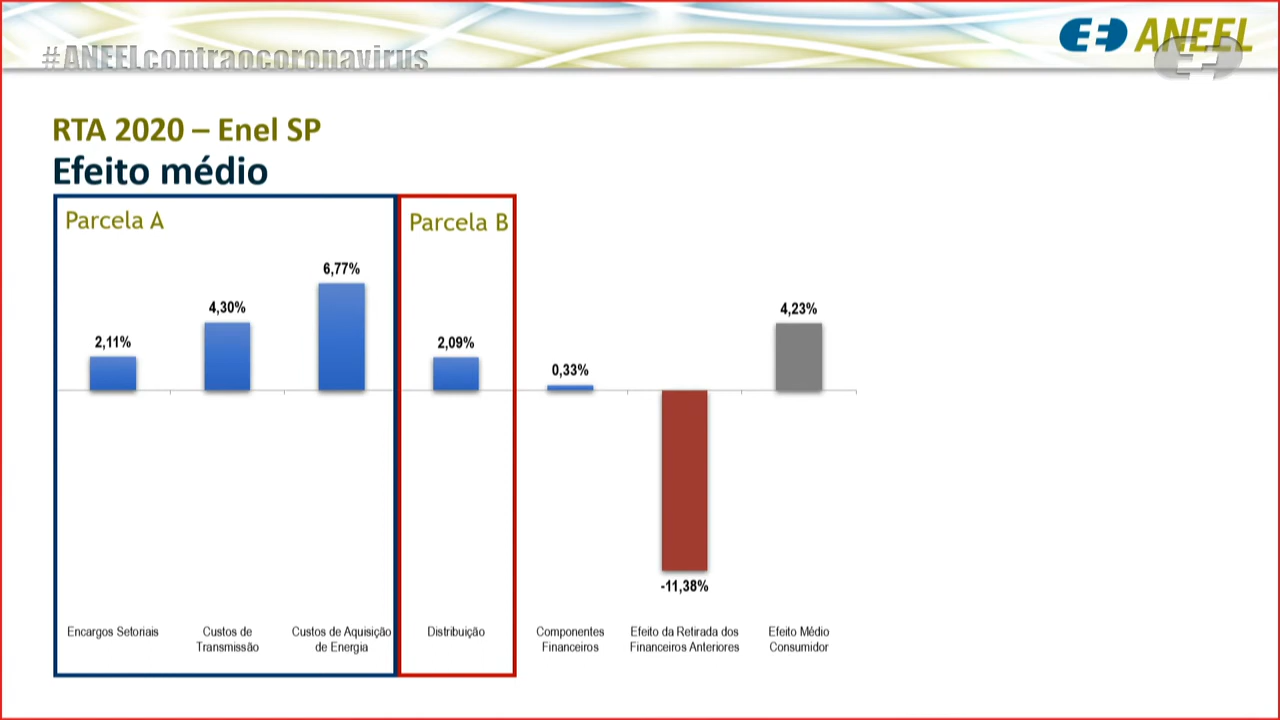 #ANEELcontraocoronavirus
ANEEL
RTA 2020 – Enel SP
Efeito médio
Parcela A
Parcela B
2,11%
4,30%
6,77%
2,09%
0,33%
-11,38%
4,23%
Encargos Setoriais
Custos de
Transmissão
Custos de Aquisição
de Energia
Distribuição
Componentes
Financeiros
Efeito da Retirada dos
Financeiros Anteriores
Efeito Médio
Consumidor